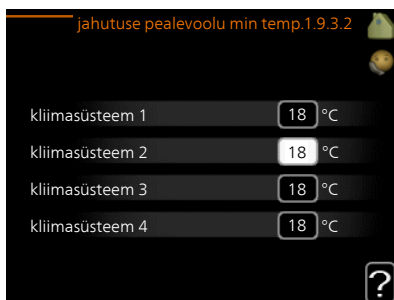 jahutuse pealevoolu min temp.1.9.3.2
kliimasüsteem 1 18 °C
kliimasüsteem 2 18 °C
kliimasüsteem 3 18 °C
kliimasüsteem 4 18 °C
?